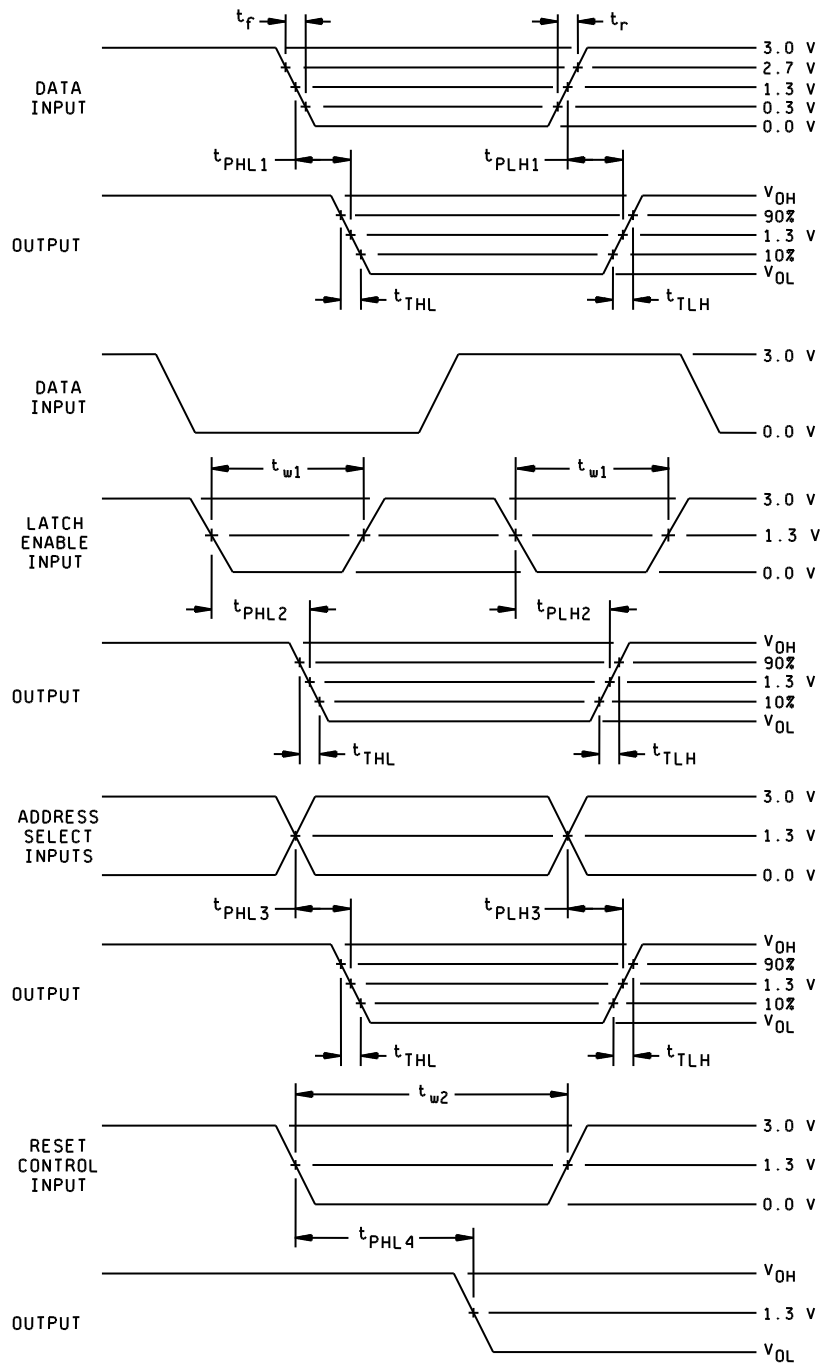 tf tr
3.0 V
2.7 V
1.3 V
0.3 V
0.0 V
DATA
INPUT
tPHL1 tPLH1
VOH
90%
1.3 V
10%
VOL
OUTPUT
tTHL tTLH
3.0 V
DATA
INPUT
0.0 V
tw1 tw1
3.0 V
LATCH
ENABLE
INPUT
1.3 V
0.0 V
tPHL2 tPLH2
VOH
90%
1.3 V
10%
VOL
OUTPUT
tTHL tTLH
3.0 V
ADDRESS
SELECT
INPUTS
1.3 V
0.0 V
tPHL3 tPLH3
VOH
90%
1.3 V
10%
VOL
OUTPUT
tTHL tTLH
tw2
3.0 V
RESET
CONTROL
INPUT
1.3 V
0.0 V
tPHL4
VOH
1.3 V
OUTPUT
VOL